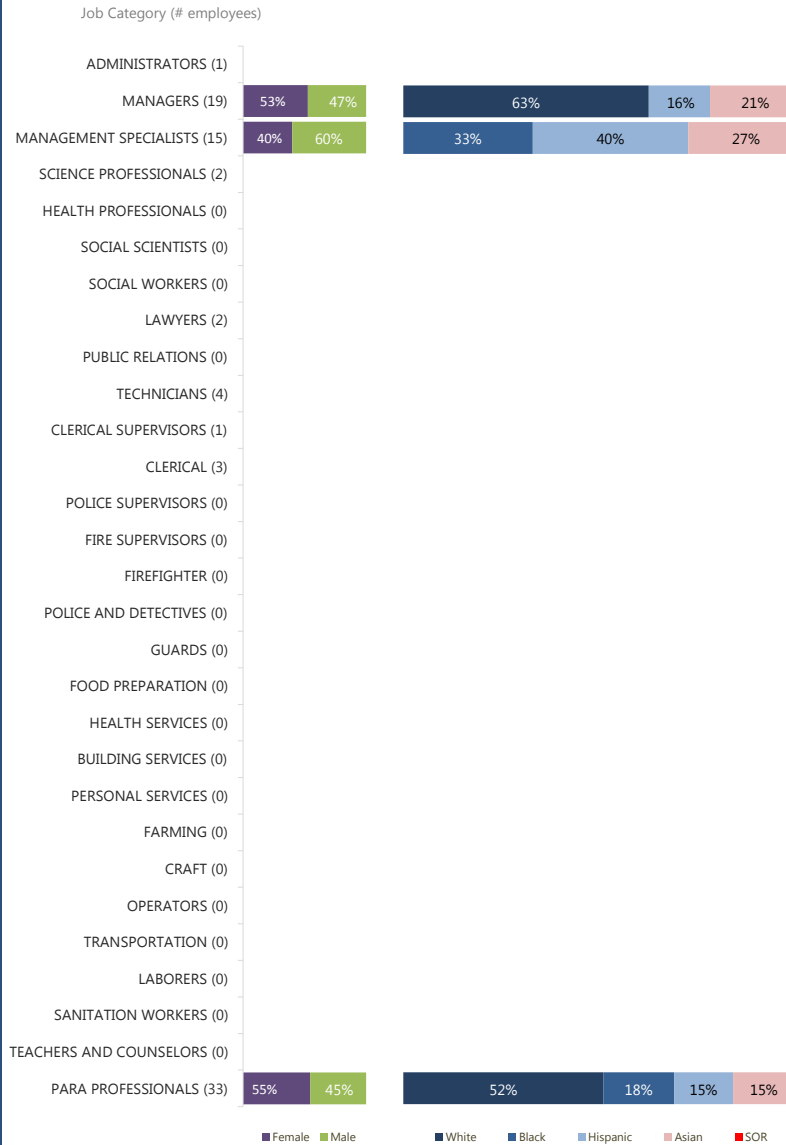 Job Category (# employees)
ADMINISTRATORS (1)
MANAGERS (19) 53% 47% 63% 16% 21%
MANAGEMENT SPECIALISTS (15) 40% 60% 33% 40% 27%
SCIENCE PROFESSIONALS (2)
HEALTH PROFESSIONALS (0)
SOCIAL SCIENTISTS (0)
SOCIAL WORKERS (0)
LAWYERS (2)
PUBLIC RELATIONS (0)
TECHNICIANS (4)
CLERICAL SUPERVISORS (1)
CLERICAL (3)
POLICE SUPERVISORS (0)
FIRE SUPERVISORS (0)
FIREFIGHTER (0)
POLICE AND DETECTIVES (0)
GUARDS (0)
FOOD PREPARATION (0)
HEALTH SERVICES (0)
BUILDING SERVICES (0)
PERSONAL SERVICES (0)
FARMING (0)
CRAFT (0)
OPERATORS (0)
TRANSPORTATION (0)
LABORERS (0)
SANITATION WORKERS (0)
TEACHERS AND COUNSELORS (0)
PARA PROFESSIONALS (33) 55% 45% 52% 18% 15% 15%
Female Male White Black Hispanic Asian SOR